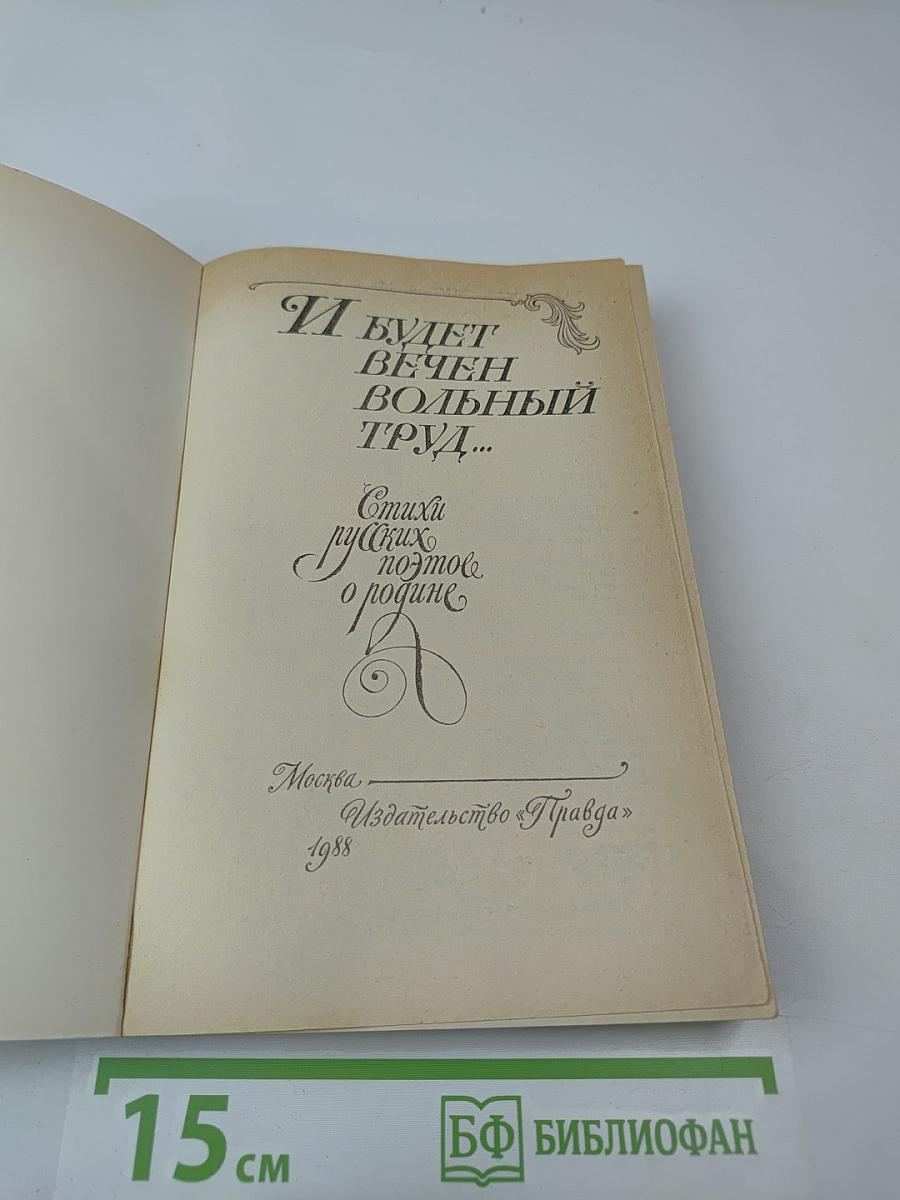 И БУДЕТ
ВЕЧЕН
ВОЛЬНЫЙ
ТРУД...
Стихи
русских
поэтов
о родине
Москва
Издательство «Правда»
1988
15 см
БФ БИБЛИОФАН